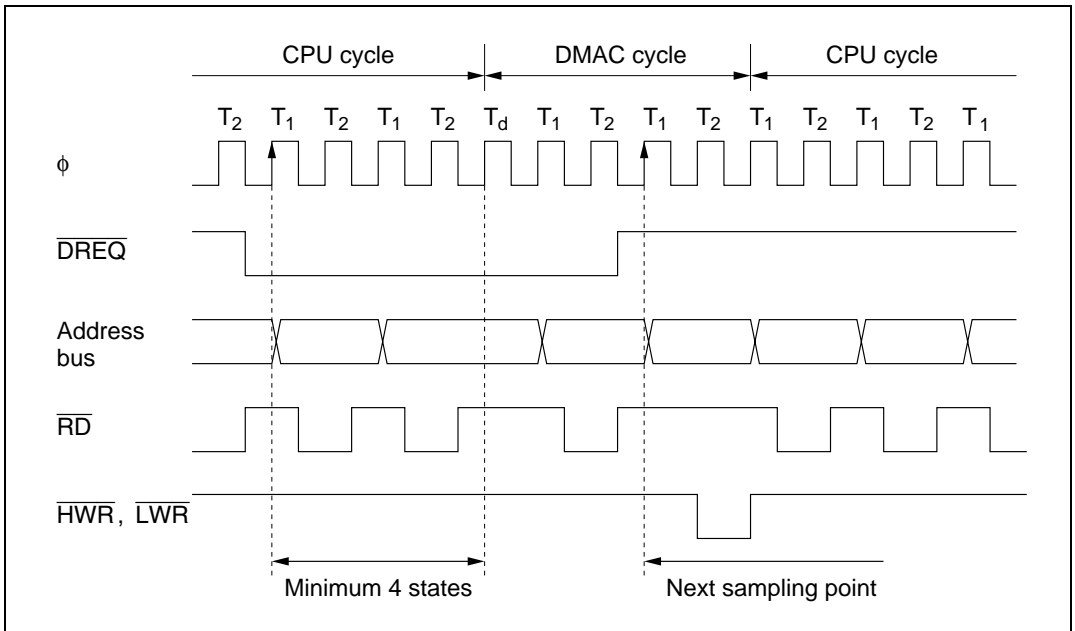 CPU cycle DMAC cycle CPU cycle
T2 T1 T2 T1 T2 Td T1 T2 T1 T2 T1 T2 T1 T2 T1
ϕ
DREQ
Address
bus
RD
HWR, LWR
Minimum 4 states Next sampling point